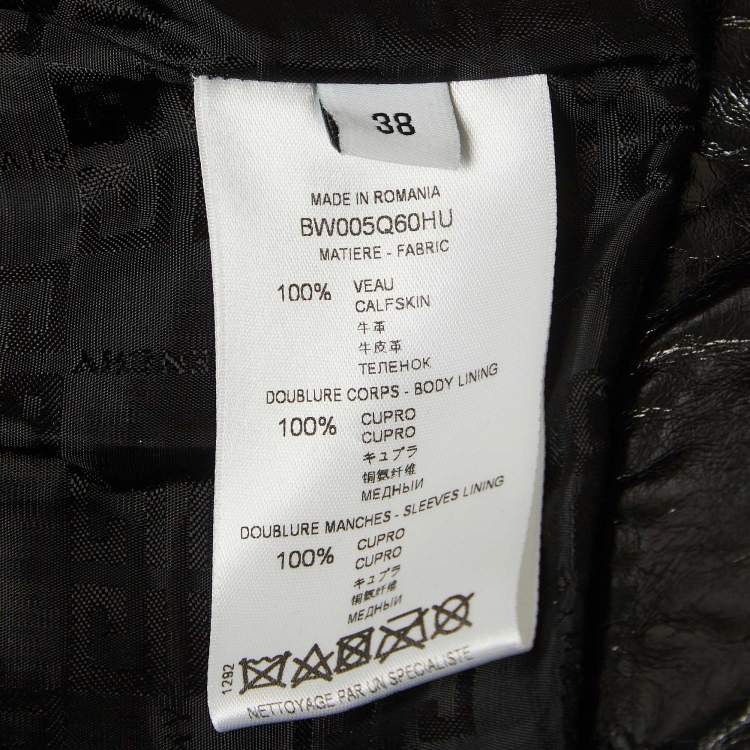 38
MADE IN ROMANIA
BW005Q60HU
MATIERE - FABRIC
100% VEAU
CALFSKIN
牛革
牛皮革
ТЕЛЕНОК
DOUBLURE CORPS - BODY LINING
100% CUPRO
CUPRO
キュプラ
铜氨纤维
МЕДНЫЙ
DOUBLURE MANCHES - SLEEVES LINING
100% CUPRO
CUPRO
キュプラ
铜氨纤维
МЕДНЫЙ
1292
NETTOYAGE PAR UN SPECIALISTE